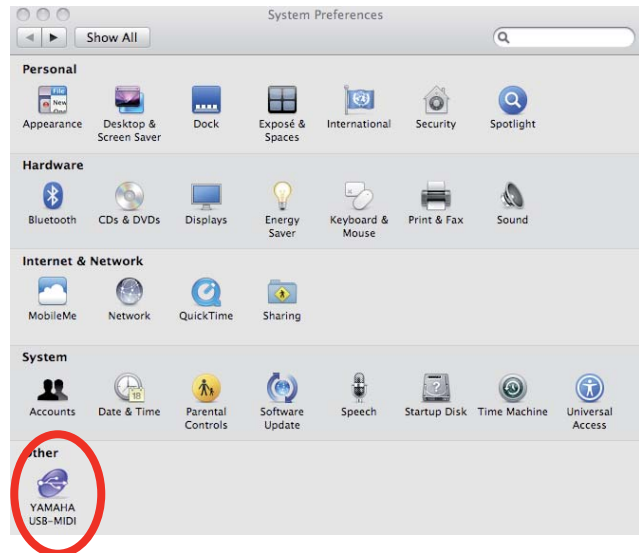 System Preferences
Show All
Personal
File
New
Appearance
Desktop &
Screen Saver
Dock
Exposé &
Spaces
International
Security
Spotlight
Hardware
Bluetooth
CDs & DVDs
Displays
Energy
Saver
Keyboard &
Mouse
Print & Fax
Sound
Internet & Network
MobileMe
Network
QuickTime
Sharing
System
Accounts
18
Date & Time
Parental
Controls
Software
Update
Speech
?
Startup Disk
Time Machine
Universal
Access
Other
YAMAHA
USB-MIDI